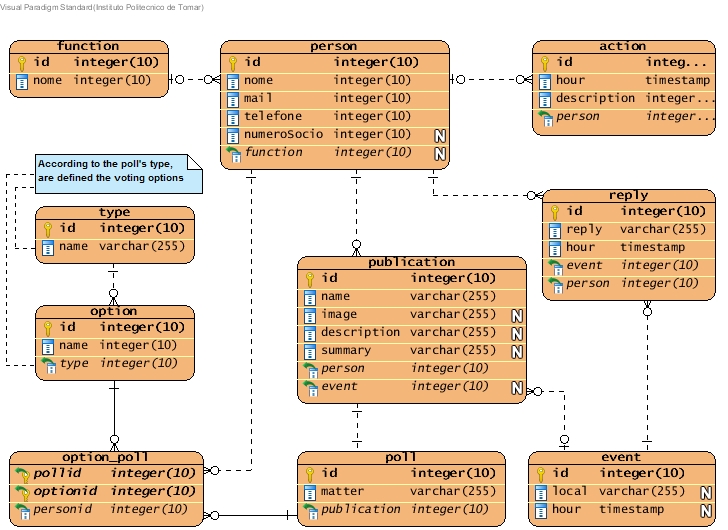 Visual Paradigm Standard(Instituto Politecnico de Tomar)
function
id integer(10)
nome integer(10)
person
id integer(10)
nome integer(10)
mail integer(10)
telefone integer(10)
numeroSocio integer(10) N
function integer(10) N
action
id integ...
hour timestamp
description integer...
person integer...
According to the poll's type,
are defined the voting options
type
id integer(10)
name varchar(255)
reply
id integer(10)
reply varchar(255)
hour timestamp
event integer(10)
person integer(10)
publication
id integer(10)
name varchar(255)
image varchar(255) N
description varchar(255) N
summary varchar(255) N
person integer(10)
event integer(10) N
option
id integer(10)
name integer(10)
type integer(10)
option_poll
pollid integer(10)
optionid integer(10)
personid integer(10)
poll
id integer(10)
matter varchar(255)
publication integer(10)
event
id integer(10)
local varchar(255) N
hour timestamp N